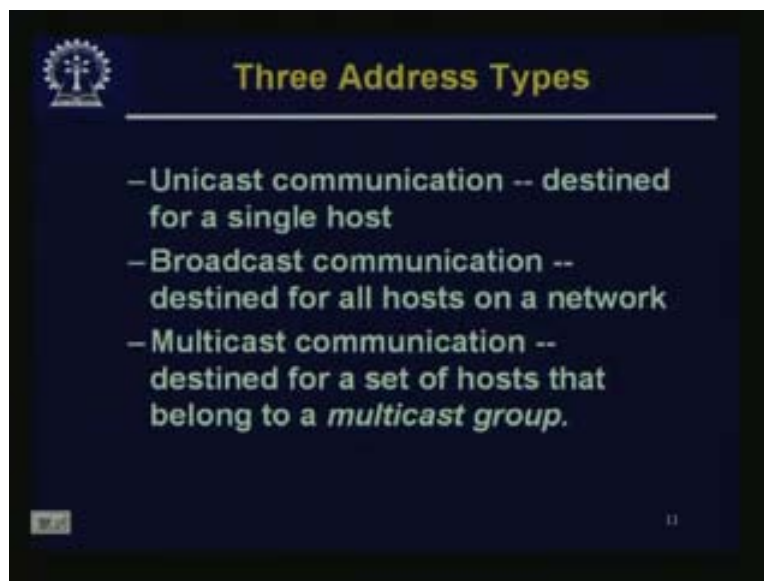 Three Address Types
–Unicast communication -- destined
for a single host
–Broadcast communication --
destined for all hosts on a network
–Multicast communication --
destined for a set of hosts that
belong to a multicast group.
11